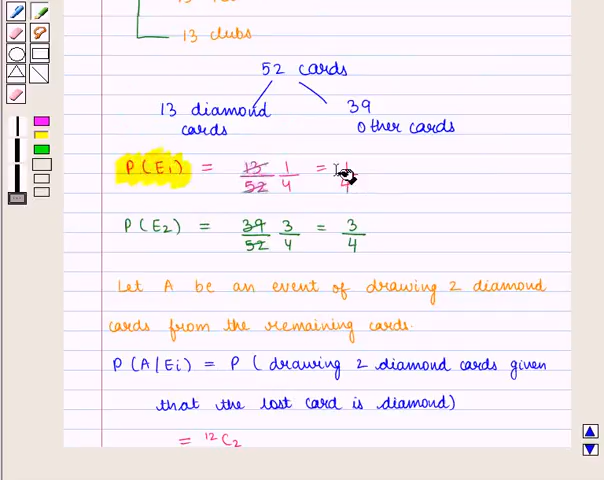 13 clubs
52 cards
13 diamond cards
39 Other cards
P(E1) = 13/52 1/4 = 1/4
P(E2) = 39/52 3/4 = 3/4
Let A be an event of drawing 2 diamond
cards from the remaining cards.
P(A/E1) = P (drawing 2 diamond cards given
that the lost card is diamond)
= ¹²C₂